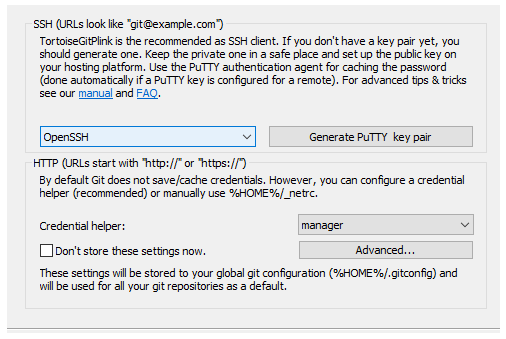 SSH (URLs look like "git@example.com")
TortoiseGitPlink is the recommended as SSH client. If you don't have a key pair yet, you
should generate one. Keep the private one in a safe place and set up the public key on
your hosting platform. Use the PuTTY authentication agent for caching the password
(done automatically if a PuTTY key is configured for a remote). For advanced tips & tricks
see our manual and FAQ.
OpenSSH
Generate PuTTY key pair
HTTP (URLs start with "http://" or "https://")
By default Git does not save/cache credentials. However, you can configure a credential
helper (recommended) or manually use %HOME%/_netrc.
Credential helper:
manager
Don't store these settings now.
Advanced...
These settings will be stored to your global git configuration (%HOME%/.gitconfig) and
will be used for all your git repositories as a default.